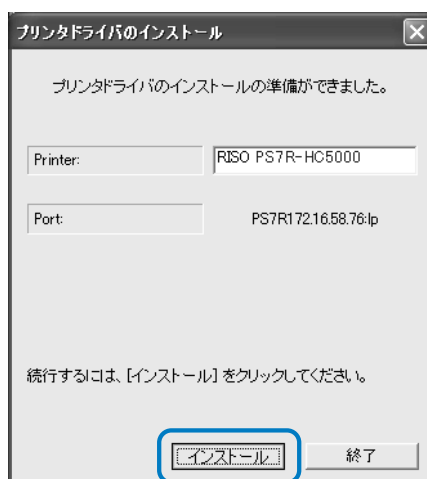 プリンタドライバのインストール
プリンタドライバのインストールの準備ができました。
Printer: RISO PS7R-HC5000
Port: PS7R172.16.58.76:lp
続行するには、[インストール] をクリックしてください。
インストール 終了